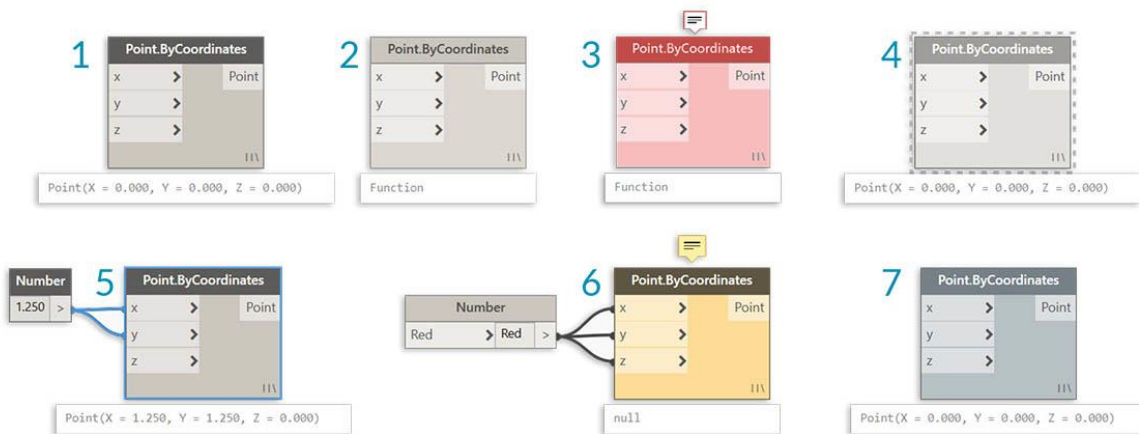 1
Point.ByCoordinates
x > Point
y >
z >
Point(X = 0.000, Y = 0.000, Z = 0.000)
2
Point.ByCoordinates
x > Point
y >
z >
Function
3
Point.ByCoordinates
x > Point
y >
z >
Function
4
Point.ByCoordinates
x > Point
y >
z >
Point(X = 0.000, Y = 0.000, Z = 0.000)
Number
1.250 >
5
Point.ByCoordinates
x > Point
y >
z >
Point(X = 1.250, Y = 1.250, Z = 0.000)
Number
Red > Red >
6
Point.ByCoordinates
x > Point
y >
z >
null
7
Point.ByCoordinates
x > Point
y >
z >
Point(X = 0.000, Y = 0.000, Z = 0.000)